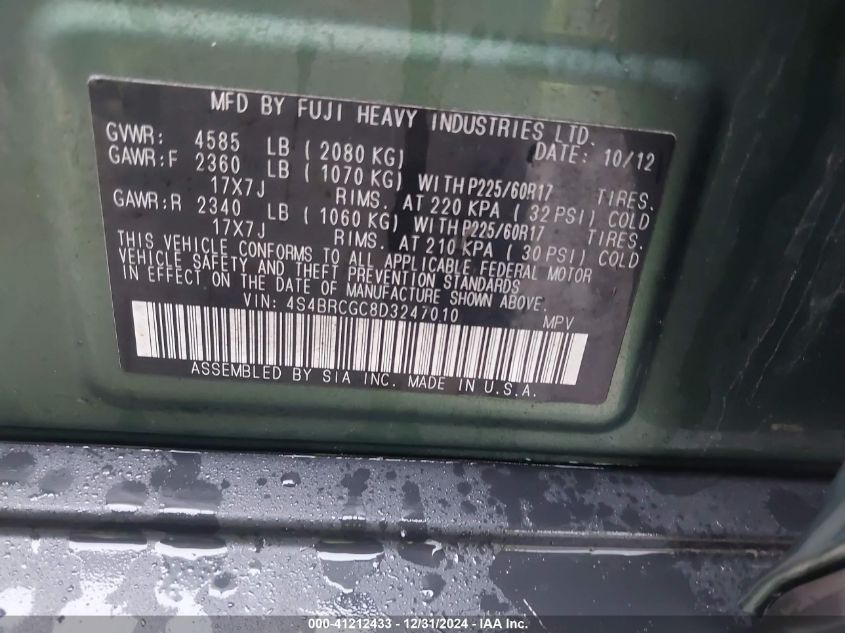 MFD BY FUJI HEAVY INDUSTRIES LTD.
GVWR: 4585 LB ( 2080 KG) DATE: 10/12
GAWR:F 2360 LB ( 1070 KG) WITH P225/60R17 TIRES.
17X7J RIMS. AT 220 KPA ( 32 PSI) COLD
GAWR:R 2340 LB ( 1060 KG) WITH P225/60R17 TIRES.
17X7J RIMS. AT 210 KPA ( 30 PSI) COLD
THIS VEHICLE CONFORMS TO ALL APPLICABLE FEDERAL MOTOR
VEHICLE SAFETY AND THEFT PREVENTION STANDARDS
IN EFFECT ON THE DATE OF MANUFACTURE SHOWN ABOVE.
VIN: 4S4BRCGC8D3247010 MPV
ASSEMBLED BY SIA INC. MADE IN U.S.A.
000-41212433 - 12/31/2024 - IAA, Inc.